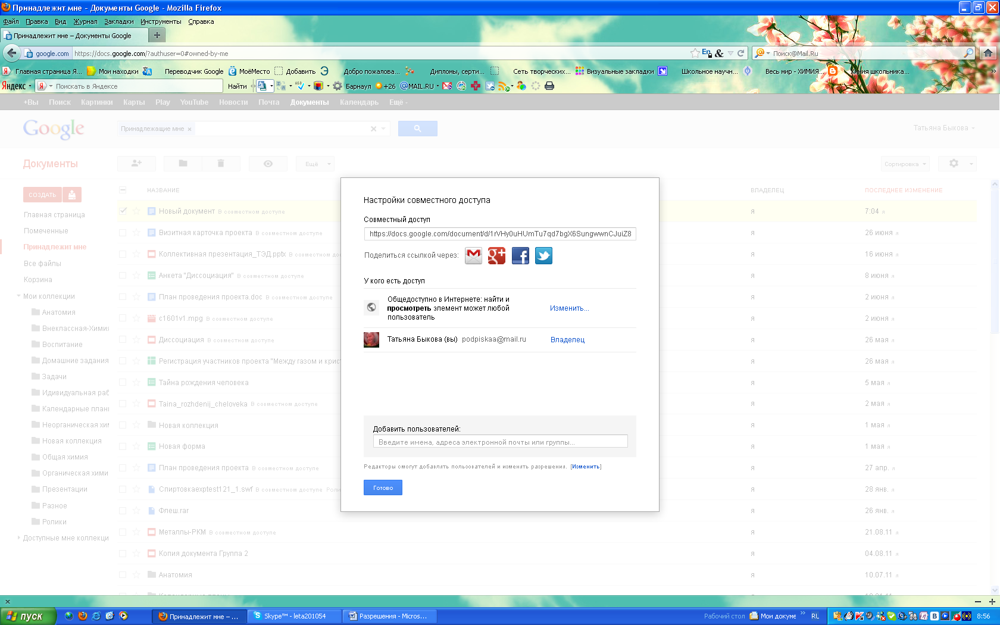 Принадлежит мне - Документы Google - Mozilla Firefox
Файл Правка Вид Журнал Закладки Инструменты Справка
Принадлежит мне – Документы Google
google.com https://docs.google.com/?authuser=0#owned-by-me
Поиск@Mail.Ru
Главная страница Я... Мои находки Переводчик Google МоёМесто Добавить Добро пожалова... Дипломы, серти... Сеть творческих... Визуальные закладки Школьное научн... Весь мир - ХИМИЯ... Химия школьника...
Яндекс Поискать в Яндексе Найти Барнаул +26 @MAIL.RU
+Вы Поиск Картинки Карты Play YouTube Новости Почта Документы Календарь Ещё
Google Принадлежащие мне × Татьяна Быкова
Документы Ещё Сортировка
СОЗДАТЬ
Главная страница
Помеченные
Принадлежит мне
Все файлы
Корзина
Мои коллекции
Анатомия
Внеклассная-Химия
Воспитание
Домашние задания
Задачи
Идивидуальная раб
Календарные план
Неорганическая хим
Новая коллекция
Общая химия
Органическая хими
Презентации
Разное
Ролики
Доступные мне коллекци
НАЗВАНИЕ ВЛАДЕЛЕЦ ПОСЛЕДНЕЕ ИЗМЕНЕНИЕ
Новый документ В совместном доступе я 7:04 я
Визитная карточка проекта В совместном доступе я 26 июня я
Коллективная презентация_ТЭД.pptx В совместном до я 16 июня я
Анкета "Диссоциация" В совместном доступе я 8 июня я
План проведения проекта.doc В совместном доступе я 2 июня я
c1601v1.mpg В совместном доступе я 2 июня я
Диссоциация В совместном доступе я 26 мая я
Регистрация участников проекта "Между газом и крист я 26 мая я
Тайна рождения человека я 5 мая я
Taina_rozhdenij_cheloveka В совместном доступе я 2 мая я
Новая коллекция я 1 мая я
Новая форма я 1 мая я
План проведения проекта В совместном доступе я 27 апр. я
Спиртовкаexptest121_1.swf В совместном доступе Роли я 28 янв. я
Флеш.rar я 26 янв. я
Металлы-РКМ В совместном доступе я 21.08.11 я
Копия документа Группа 2 я 04.08.11 я
Анатомия я 10.07.11 я
Настройки совместного доступа
Совместный доступ
https://docs.google.com/document/d/1rVHy0uHUmTu7qd7bgX6SungwwnCJuiZ8
Поделиться ссылкой через:
У кого есть доступ
Общедоступно в Интернете: найти и
просмотреть элемент может любой
пользователь
Изменить...
Татьяна Быкова (вы) podpiskaa@mail.ru Владелец
Добавить пользователей:
Введите имена, адреса электронной почты или группы...
Редакторы смогут добавлять пользователей и изменять разрешения. [Изменить]
Готово
пуск Принадлежит мне – ... Skype™ - leta201054 Разрешения - Micros... Рабочий стол Мои докуме » RL 8:56